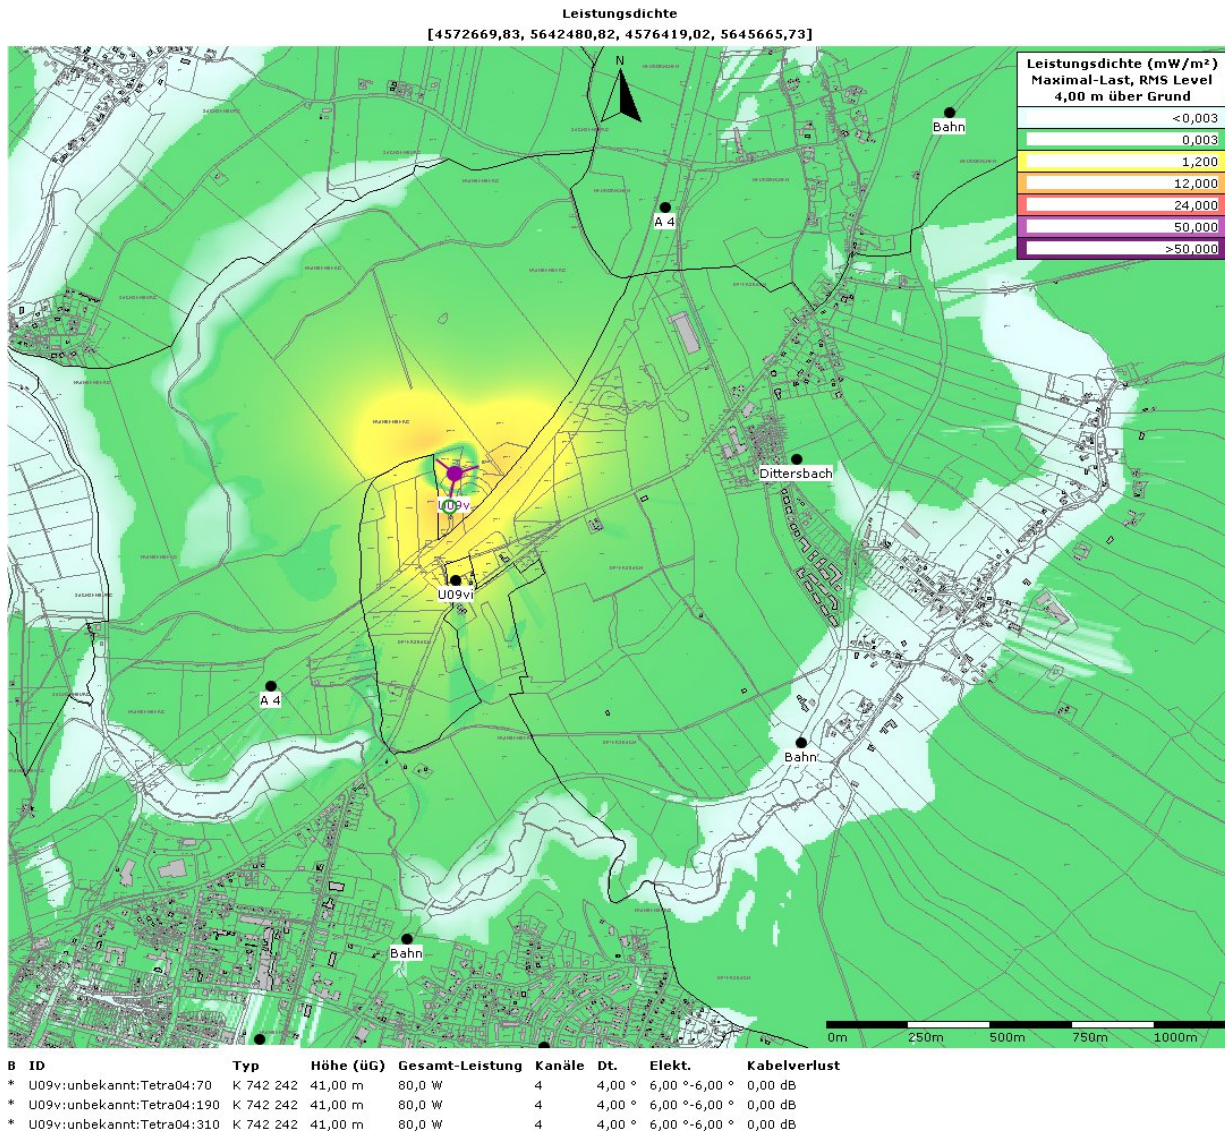 Leistungsdichte
[4572669,83, 5642480,82, 4576419,02, 5645665,73]
N
Leistungsdichte (mW/m²)
Maximal-Last, RMS Level
4,00 m über Grund
<0,003
0,003
1,200
12,000
24,000
50,000
>50,000
Bahn
A 4
Dittersbach
U09v
U09vi
A 4
Bahn
Bahn
0m 250m 500m 750m 1000m
B ID Typ Höhe (üG) Gesamt-Leistung Kanäle Dt. Elekt. Kabelverlust
* U09v:unbekannt:Tetra04:70 K 742 242 41,00 m 80,0 W 4 4,00 ° 6,00 °-6,00 ° 0,00 dB
* U09v:unbekannt:Tetra04:190 K 742 242 41,00 m 80,0 W 4 4,00 ° 6,00 °-6,00 ° 0,00 dB
* U09v:unbekannt:Tetra04:310 K 742 242 41,00 m 80,0 W 4 4,00 ° 6,00 °-6,00 ° 0,00 dB